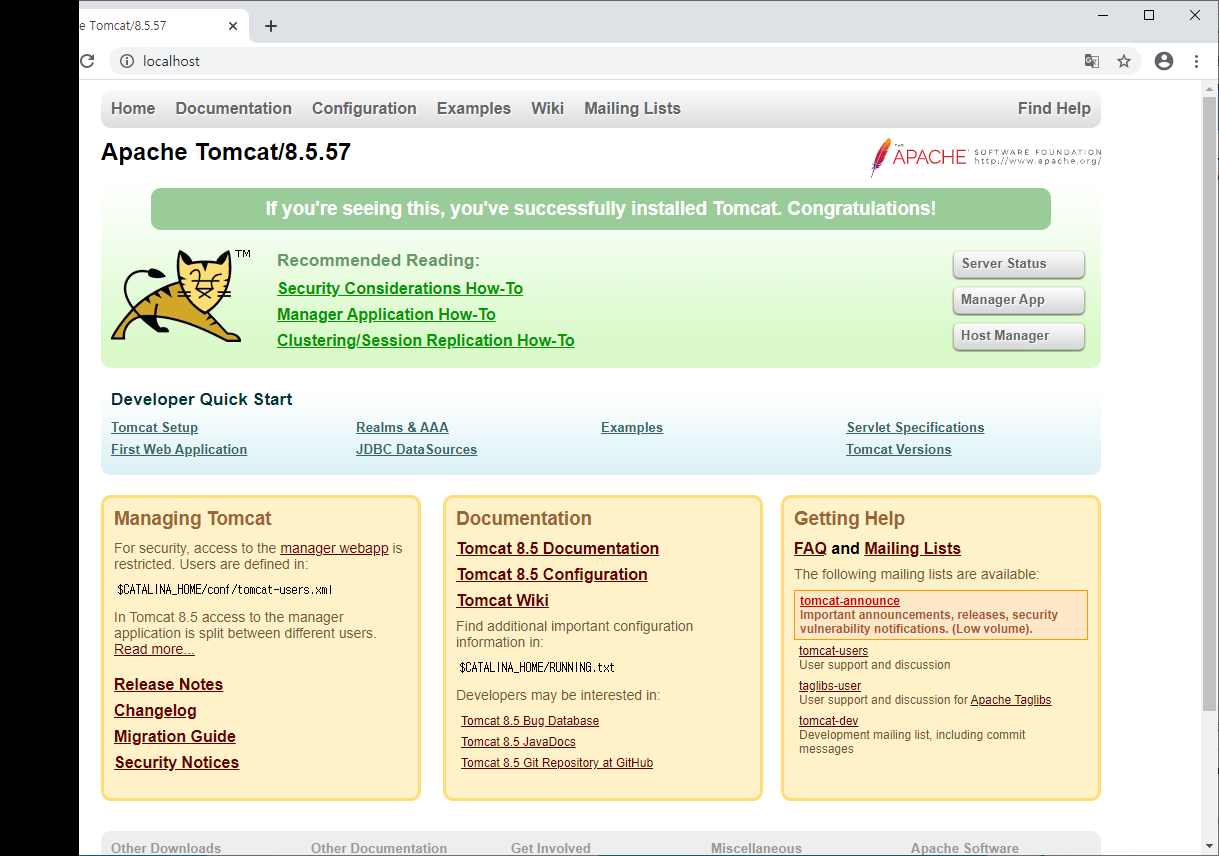 e Tomcat/8.5.57
localhost
Home Documentation Configuration Examples Wiki Mailing Lists Find Help
Apache Tomcat/8.5.57
THE APACHE SOFTWARE FOUNDATION
http://www.apache.org/
If you're seeing this, you've successfully installed Tomcat. Congratulations!
TM
Recommended Reading:
Security Considerations How-To
Manager Application How-To
Clustering/Session Replication How-To
Server Status
Manager App
Host Manager
Developer Quick Start
Tomcat Setup
First Web Application
Realms & AAA
JDBC DataSources
Examples
Servlet Specifications
Tomcat Versions
Managing Tomcat
For security, access to the manager webapp is
restricted. Users are defined in:
$CATALINA_HOME/conf/tomcat-users.xml
In Tomcat 8.5 access to the manager
application is split between different users.
Read more...
Release Notes
Changelog
Migration Guide
Security Notices
Documentation
Tomcat 8.5 Documentation
Tomcat 8.5 Configuration
Tomcat Wiki
Find additional important configuration
information in:
$CATALINA_HOME/RUNNING.txt
Developers may be interested in:
Tomcat 8.5 Bug Database
Tomcat 8.5 JavaDocs
Tomcat 8.5 Git Repository at GitHub
Getting Help
FAQ and Mailing Lists
The following mailing lists are available:
tomcat-announce
Important announcements, releases, security
vulnerability notifications. (Low volume).
tomcat-users
User support and discussion
taglibs-user
User support and discussion for Apache Taglibs
tomcat-dev
Development mailing list, including commit
messages
Other Downloads Other Documentation Get Involved Miscellaneous Apache Software